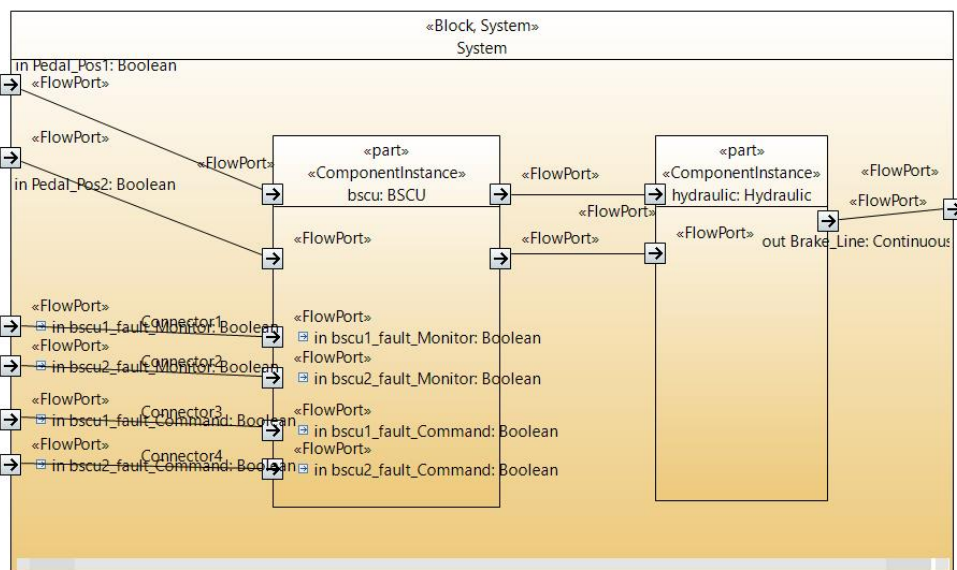 «Block, System»
System
in Pedal_Pos1: Boolean
«FlowPort»
«FlowPort»
in Pedal_Pos2: Boolean
«FlowPort»
«part»
«ComponentInstance»
bscu: BSCU
«FlowPort»
«FlowPort»
«FlowPort»
«FlowPort»
«part»
«ComponentInstance»
hydraulic: Hydraulic
«FlowPort»
«FlowPort»
«FlowPort»
out Brake_Line: Continuous
«FlowPort»
«FlowPort»
Connector1
in bscu1_fault_Monitor: Boolean
«FlowPort»
Connector2
in bscu2_fault_Monitor: Boolean
«FlowPort»
Connector3
in bscu1_fault_Command: Boolean
«FlowPort»
Connector4
in bscu2_fault_Command: Boolean
«FlowPort»
in bscu1_fault_Monitor: Boolean
«FlowPort»
in bscu2_fault_Monitor: Boolean
«FlowPort»
in bscu1_fault_Command: Boolean
«FlowPort»
in bscu2_fault_Command: Boolean